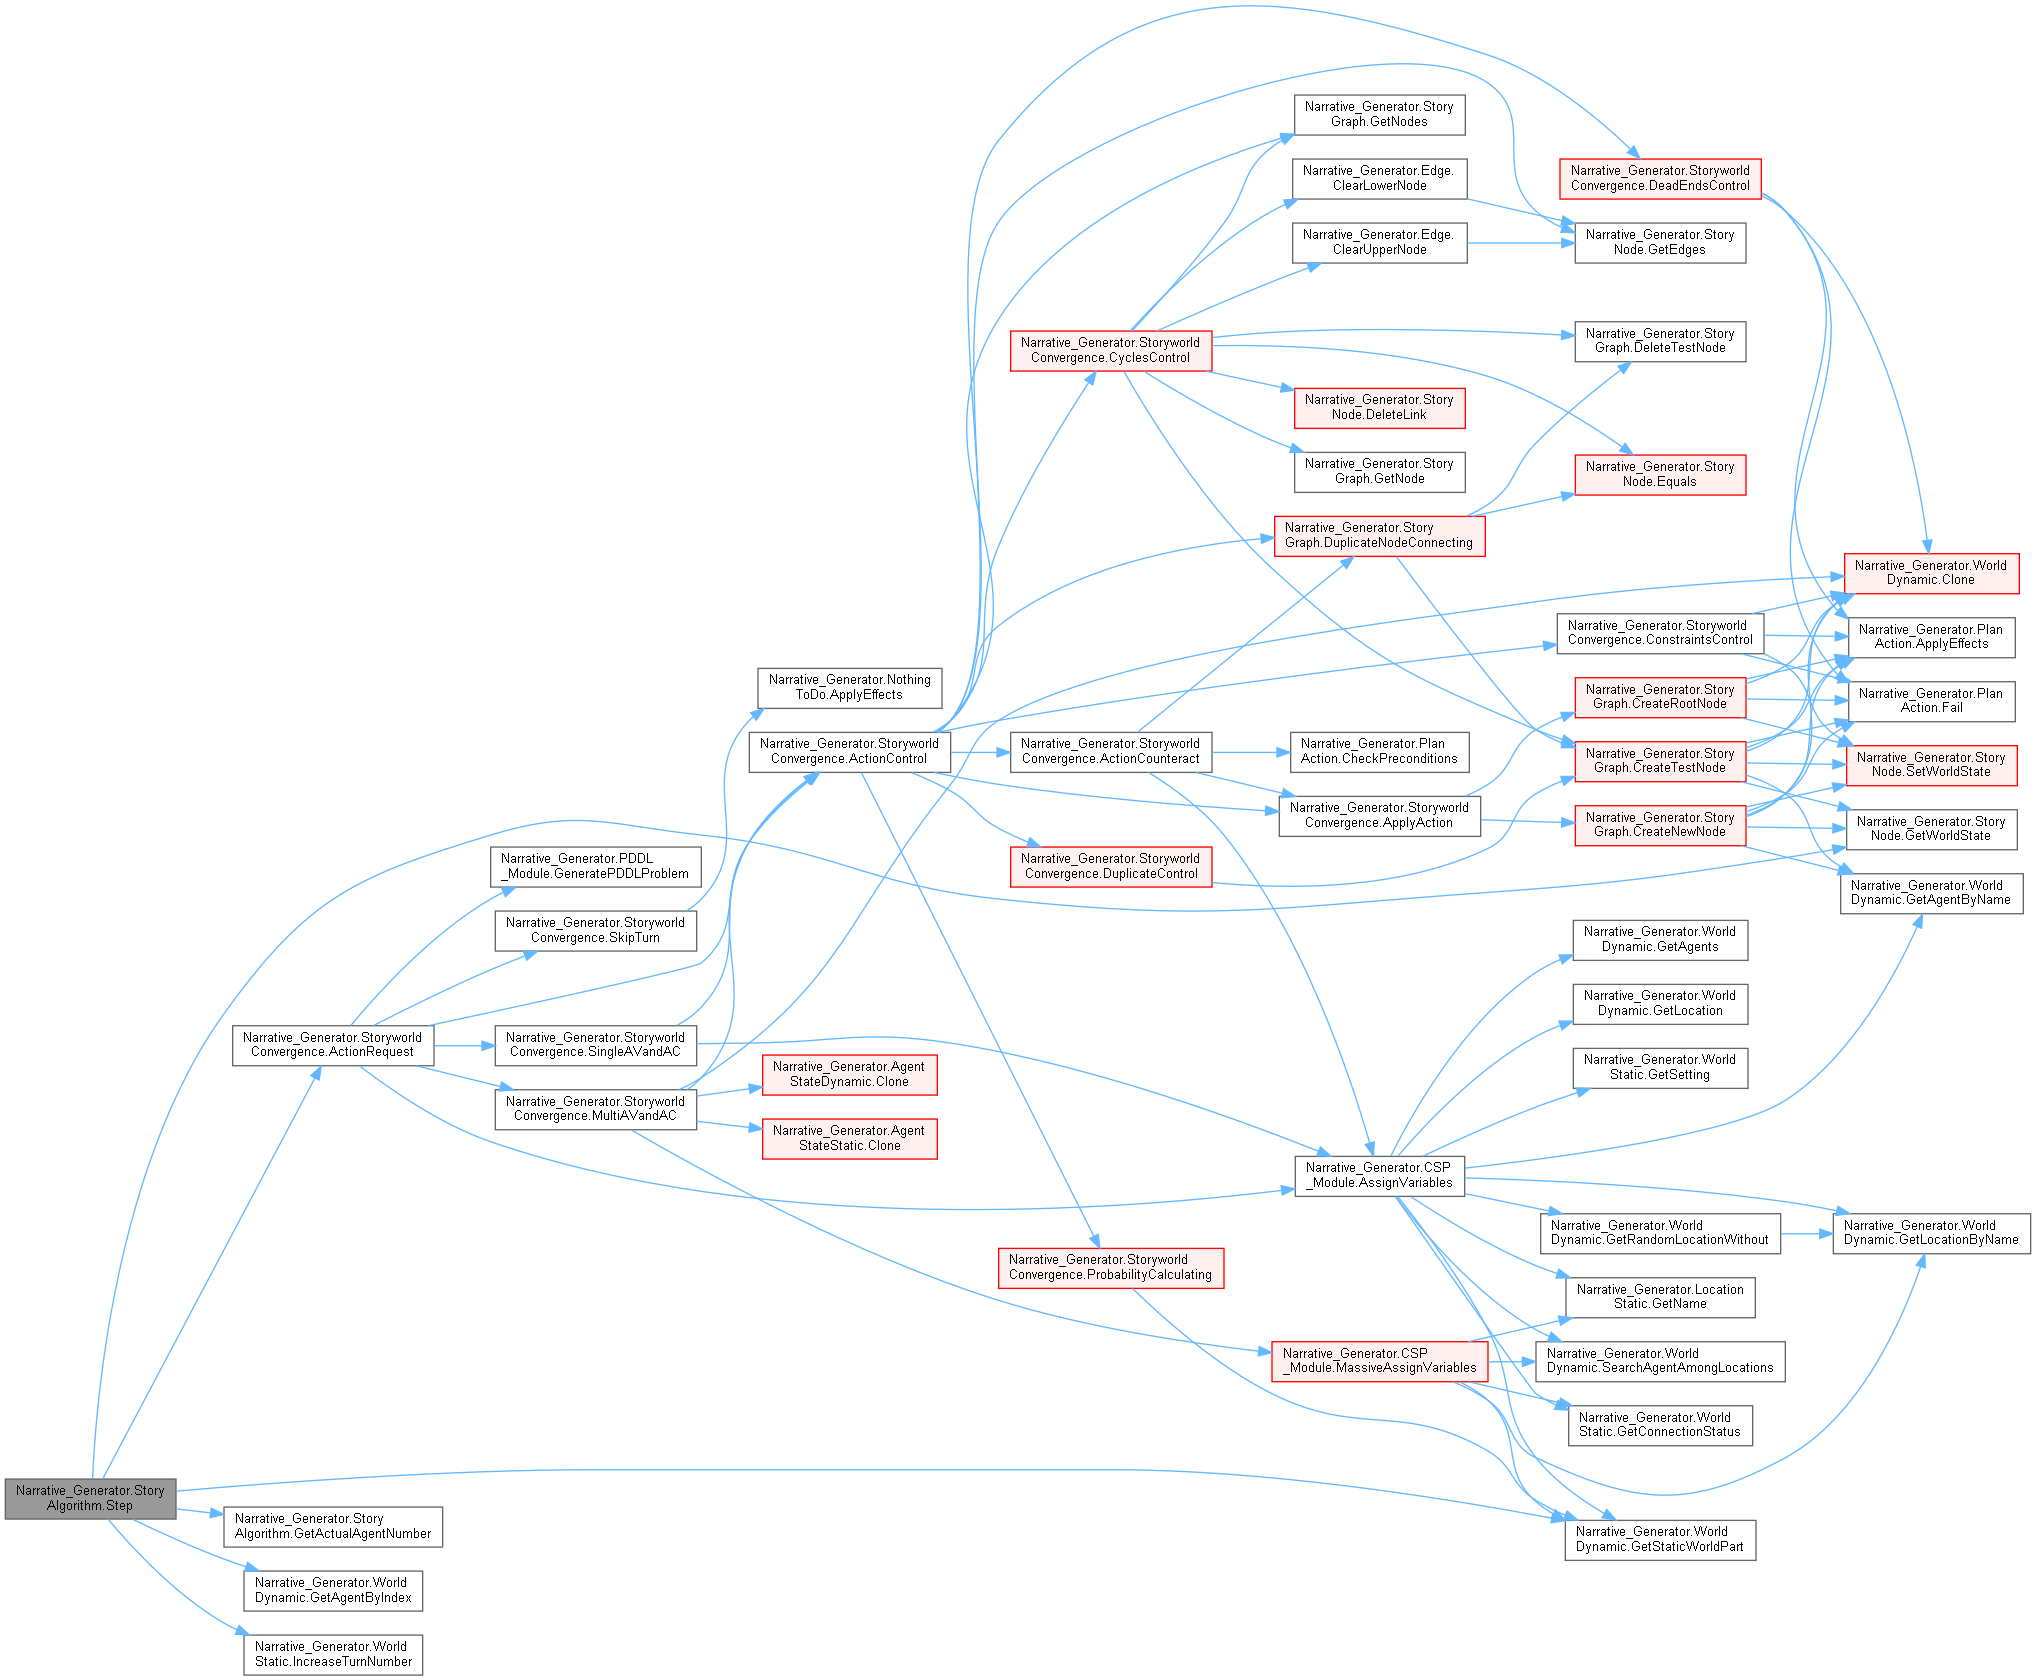 Narrative_Generator.Story
Algorithm.Step
Narrative_Generator.Storyworld
Convergence.ActionRequest
Narrative_Generator.Story
Algorithm.GetActualAgentNumber
Narrative_Generator.World
Dynamic.GetAgentByIndex
Narrative_Generator.World
Static.IncreaseTurnNumber
Narrative_Generator.PDDL
_Module.GeneratePDDLProblem
Narrative_Generator.Storyworld
Convergence.SkipTurn
Narrative_Generator.Storyworld
Convergence.SingleAVandAC
Narrative_Generator.Storyworld
Convergence.MultiAVandAC
Narrative_Generator.Nothing
ToDo.ApplyEffects
Narrative_Generator.Storyworld
Convergence.ActionControl
Narrative_Generator.Agent
StateDynamic.Clone
Narrative_Generator.Agent
StateStatic.Clone
Narrative_Generator.Storyworld
Convergence.CyclesControl
Narrative_Generator.Storyworld
Convergence.ActionCounteract
Narrative_Generator.Storyworld
Convergence.DuplicateControl
Narrative_Generator.Storyworld
Convergence.ProbabilityCalculating
Narrative_Generator.Story
Graph.GetNodes
Narrative_Generator.Edge.
ClearLowerNode
Narrative_Generator.Edge.
ClearUpperNode
Narrative_Generator.Story
Node.DeleteLink
Narrative_Generator.Story
Graph.GetNode
Narrative_Generator.Story
Graph.DuplicateNodeConnecting
Narrative_Generator.Plan
Action.CheckPreconditions
Narrative_Generator.Storyworld
Convergence.ApplyAction
Narrative_Generator.CSP
_Module.AssignVariables
Narrative_Generator.CSP
_Module.MassiveAssignVariables
Narrative_Generator.Storyworld
Convergence.DeadEndsControl
Narrative_Generator.Story
Node.GetEdges
Narrative_Generator.Story
Graph.DeleteTestNode
Narrative_Generator.Story
Node.Equals
Narrative_Generator.Storyworld
Convergence.ConstraintsControl
Narrative_Generator.Story
Graph.CreateRootNode
Narrative_Generator.Story
Graph.CreateTestNode
Narrative_Generator.Story
Graph.CreateNewNode
Narrative_Generator.World
Dynamic.GetAgents
Narrative_Generator.World
Dynamic.GetLocation
Narrative_Generator.World
Static.GetSetting
Narrative_Generator.World
Dynamic.GetRandomLocationWithout
Narrative_Generator.Location
Static.GetName
Narrative_Generator.World
Dynamic.SearchAgentAmongLocations
Narrative_Generator.World
Static.GetConnectionStatus
Narrative_Generator.World
Dynamic.GetStaticWorldPart
Narrative_Generator.World
Dynamic.Clone
Narrative_Generator.Plan
Action.ApplyEffects
Narrative_Generator.Plan
Action.Fail
Narrative_Generator.Story
Node.SetWorldState
Narrative_Generator.Story
Node.GetWorldState
Narrative_Generator.World
Dynamic.GetAgentByName
Narrative_Generator.World
Dynamic.GetLocationByName